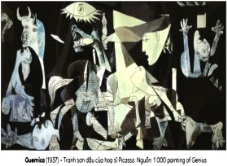 Guernica (1937) – Tranh sơn dầu của hoạ sĩ Picasso. Nguồn: 1000 painting of Genius